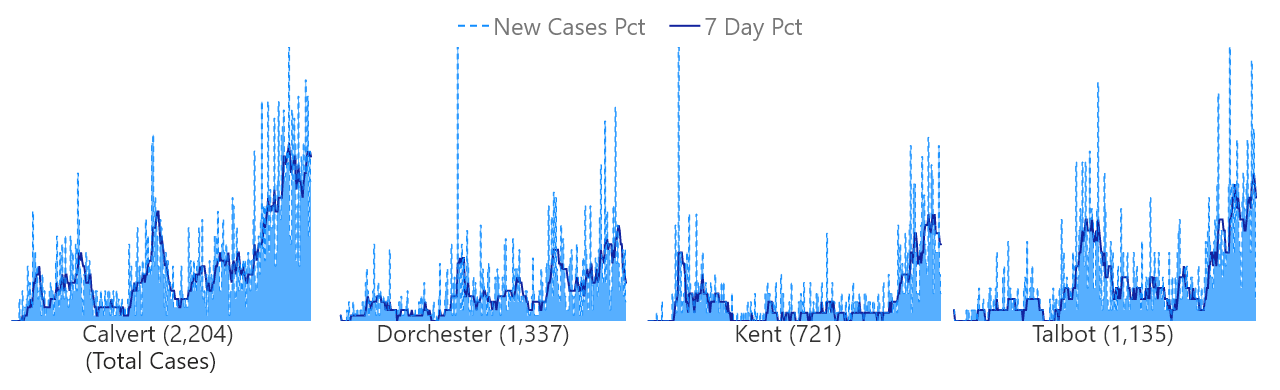 New Cases Pct 7 Day Pct
Calvert (2,204) Dorchester (1,337) Kent (721) Talbot (1,135)
(Total Cases)